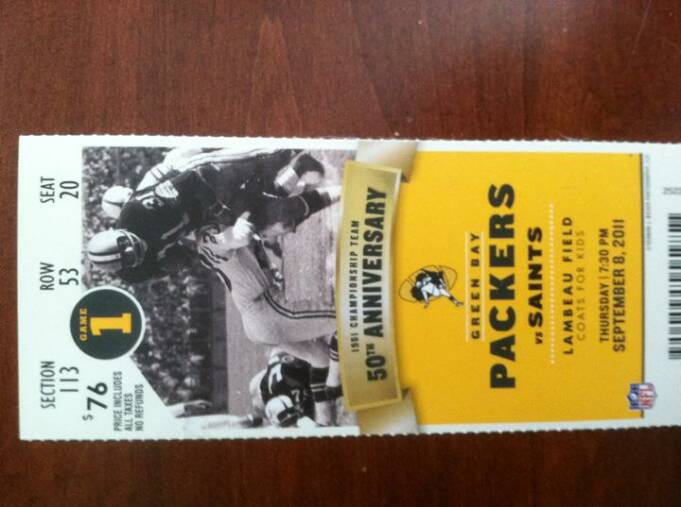 SECTION ROW SEAT
113 53 20
$76
PRICE INCLUDES
ALL TAXES
NO REFUNDS
GAME
1
1961 CHAMPIONSHIP TEAM
50TH ANNIVERSARY
GREEN BAY
PACKERS
VS SAINTS
LAMBEAU FIELD
COATS FOR KIDS
THURSDAY | 7:30 PM
SEPTEMBER 8, 2011
NFL